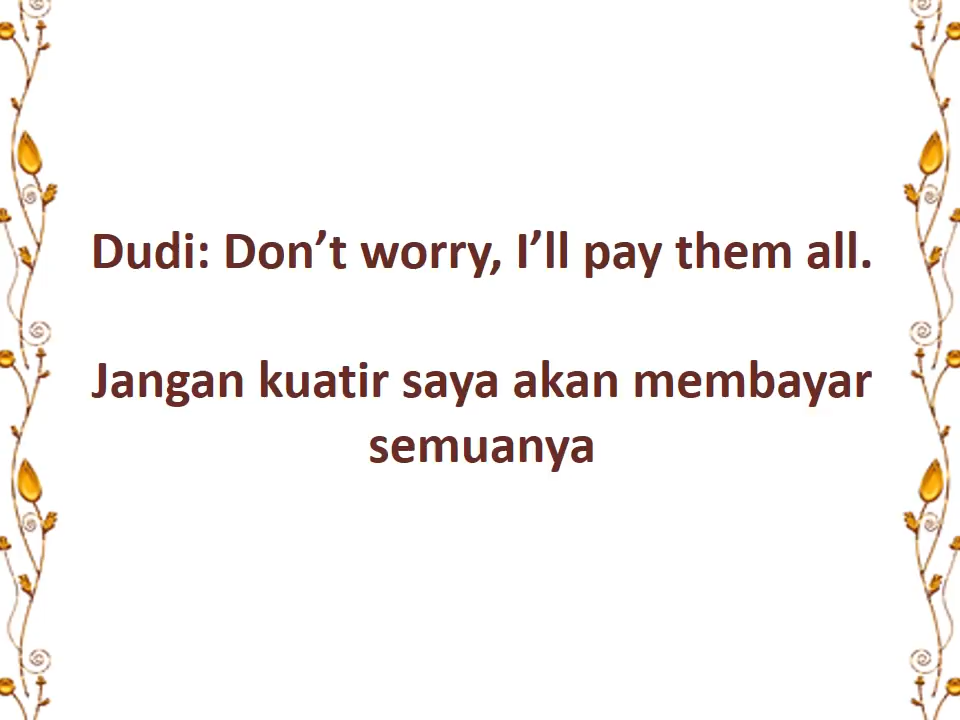 Dudi: Don’t worry, I’ll pay them all.
Jangan kuatir saya akan membayar
semuanya